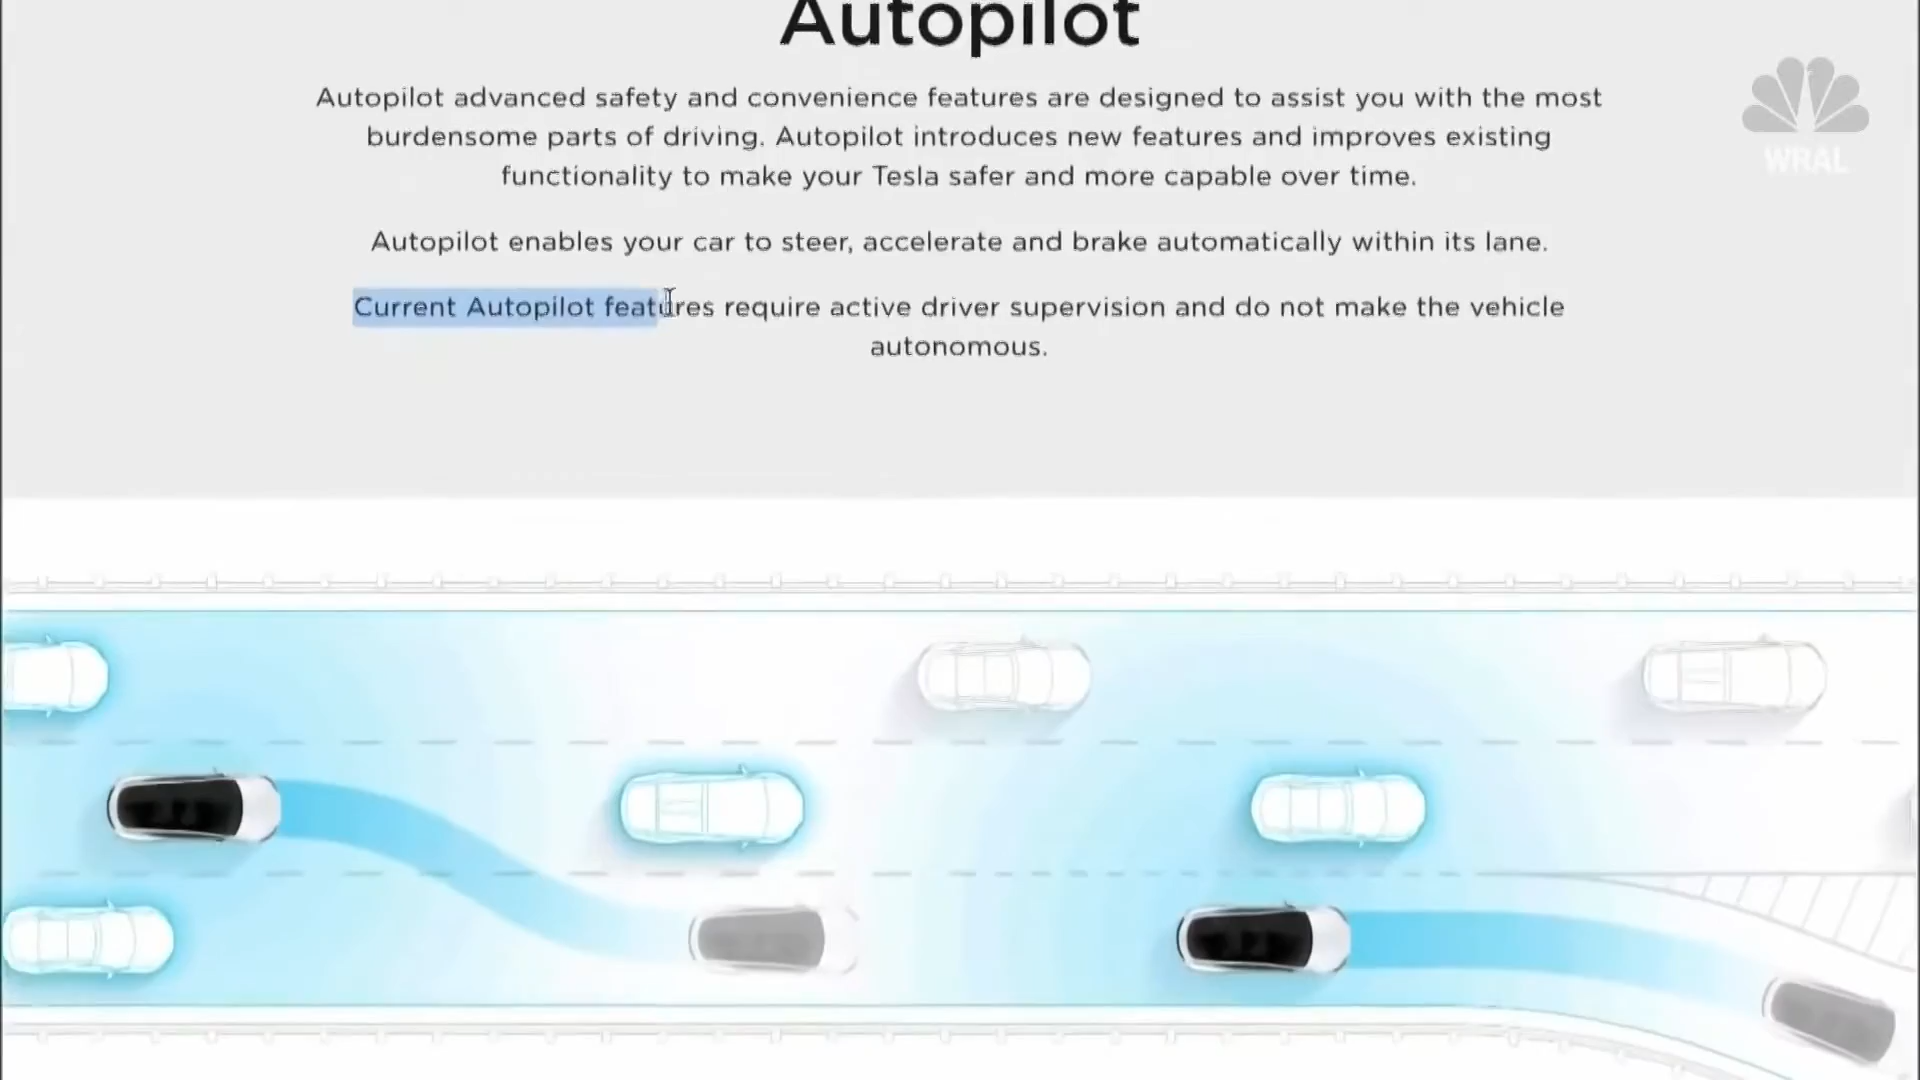 Autopilot
Autopilot advanced safety and convenience features are designed to assist you with the most
burdensome parts of driving. Autopilot introduces new features and improves existing
functionality to make your Tesla safer and more capable over time.
Autopilot enables your car to steer, accelerate and brake automatically within its lane.
Current Autopilot features require active driver supervision and do not make the vehicle
autonomous.
WRAL